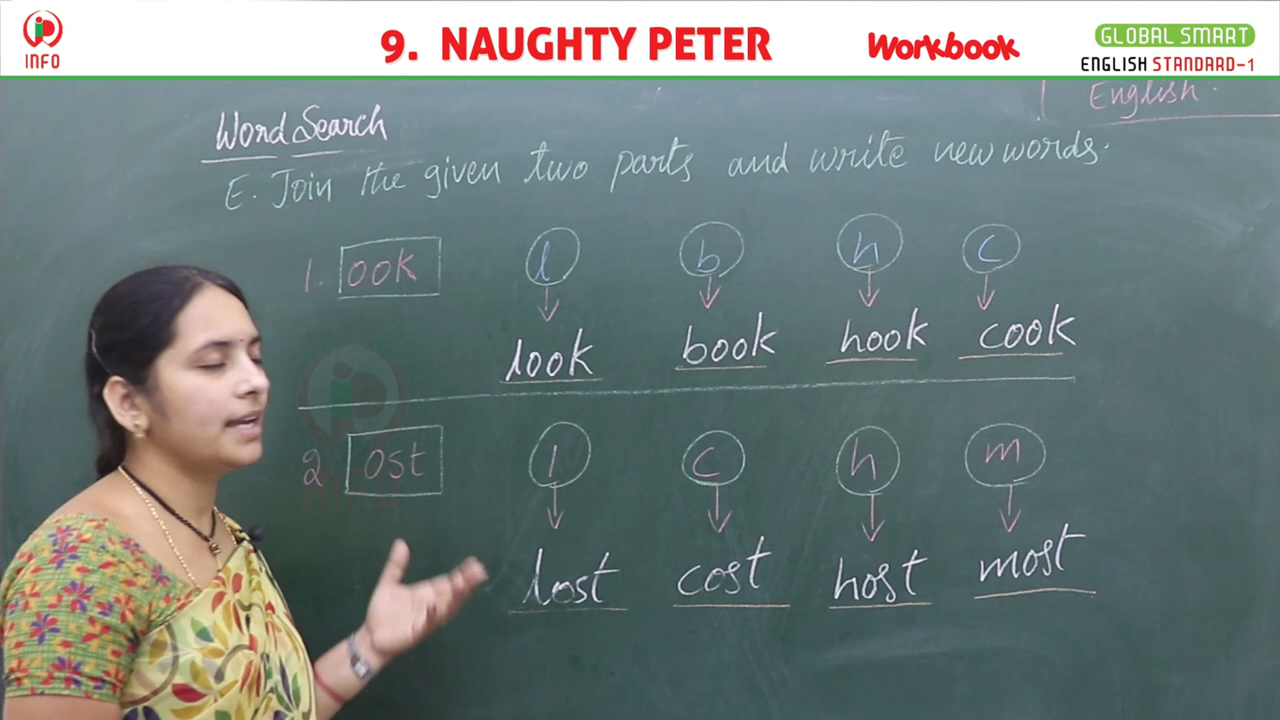 INFO
9. NAUGHTY PETER
Workbook
GLOBAL SMART
ENGLISH STANDARD-1
English.
Word Search
E. Join the given two parts and write new words.
1. ook l b h c
look book hook cook
2. ost l c h m
lost cost host most